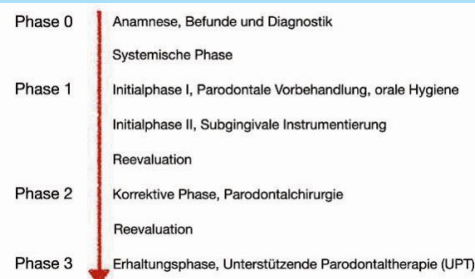 Phase 0 Anamnese, Befunde und Diagnostik
Systemische Phase
Phase 1 Initialphase I, Parodontale Vorbehandlung, orale Hygiene
Initialphase II, Subgingivale Instrumentierung
Reevaluation
Phase 2 Korrektive Phase, Parodontalchirurgie
Reevaluation
Phase 3 Erhaltungsphase, Unterstützende Parodontaltherapie (UPT)